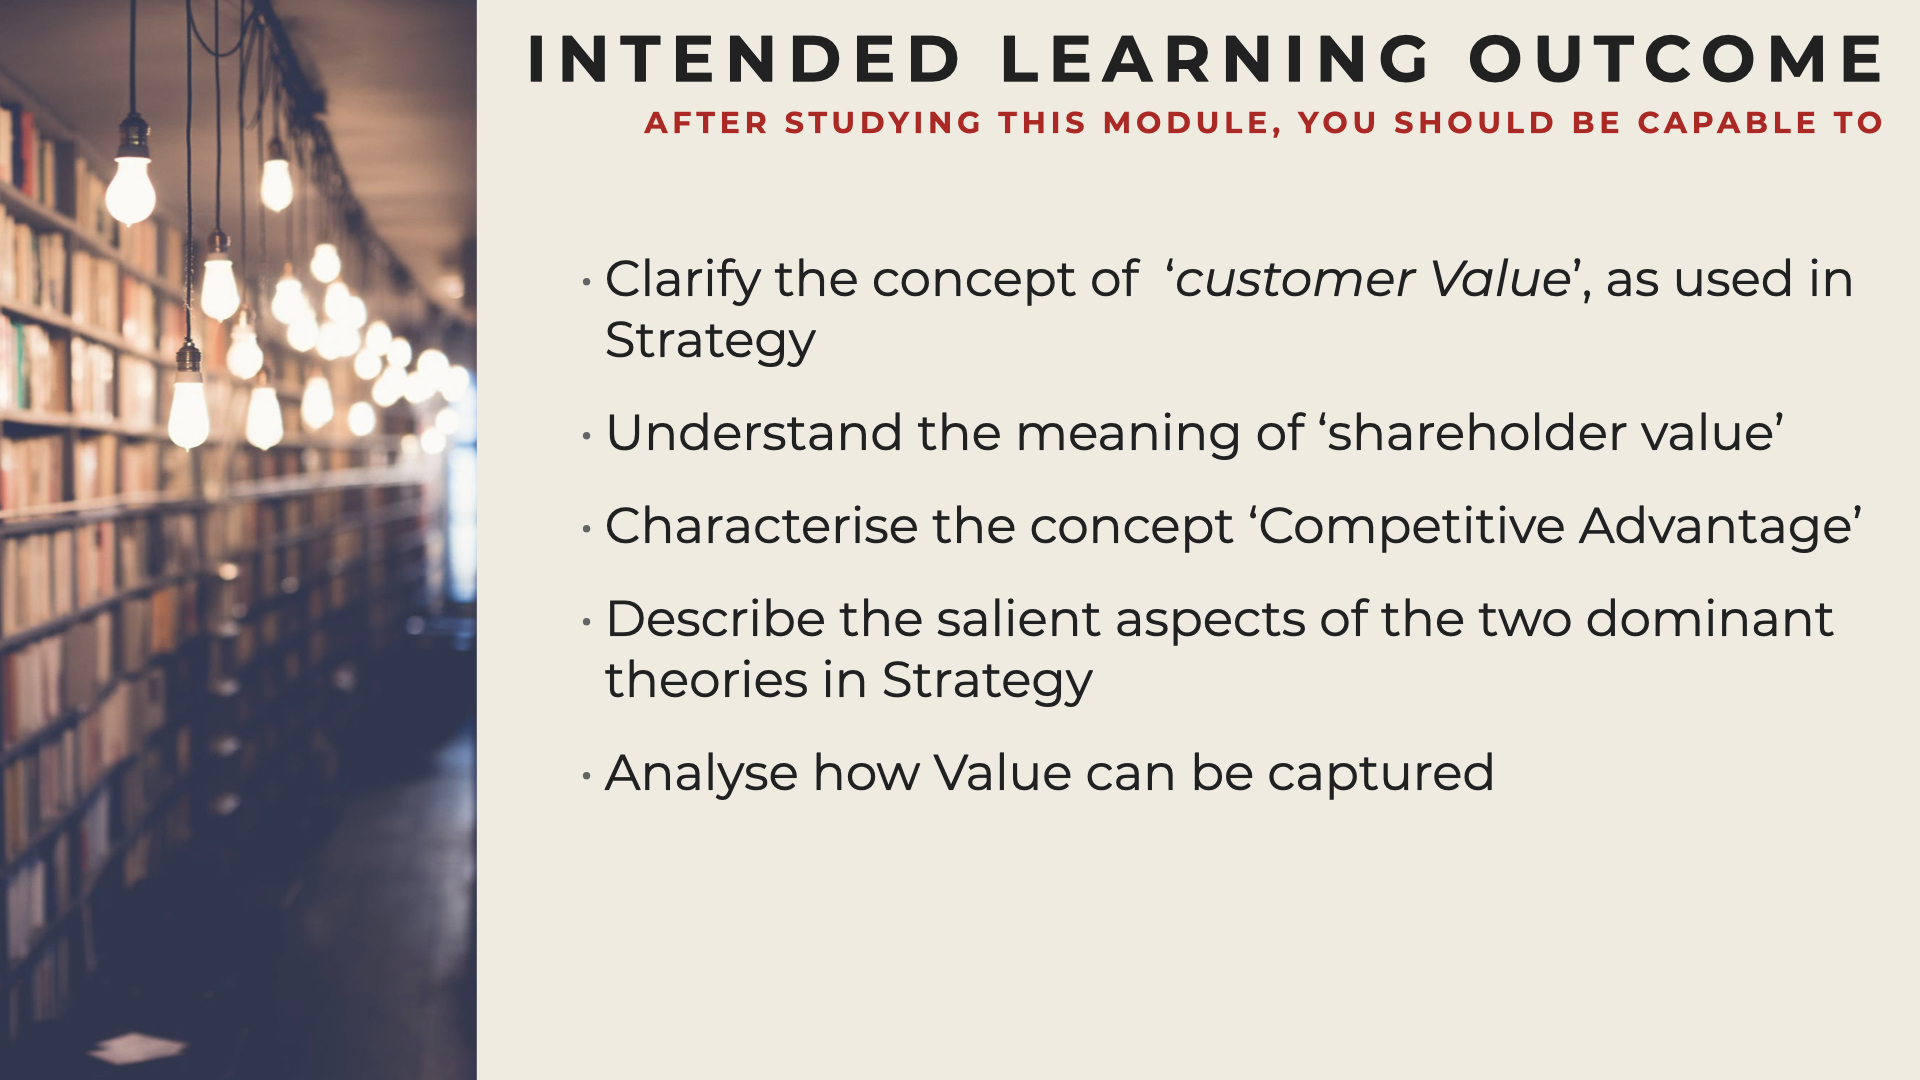 INTENDED LEARNING OUTCOME
AFTER STUDYING THIS MODULE, YOU SHOULD BE CAPABLE TO
• Clarify the concept of ‘customer Value’, as used in
Strategy
• Understand the meaning of ‘shareholder value’
• Characterise the concept ‘Competitive Advantage’
• Describe the salient aspects of the two dominant
theories in Strategy
• Analyse how Value can be captured